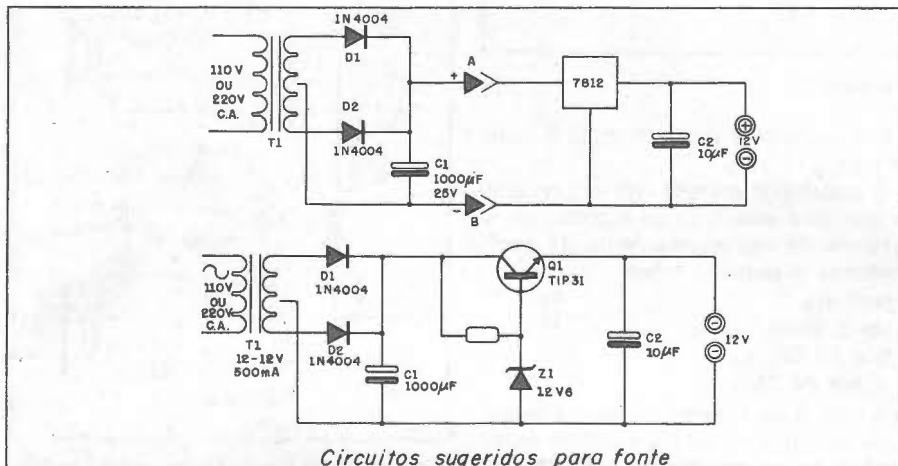 1N4004
D1
110 V
OU
220V
C.A.
T1
D2
1N4004
C1
1000µF
25V
+
A
−
B
7812
C2
10µF
+
12V
−
110V
OU
220V
C.A.
T1
12-12V
500mA
D1
1N4004
D2
1N4004
C1
1000µF
Q1
TIP31
Z1
12V6
C2
10µF
−
12V
−
Circuitos sugeridos para fonte